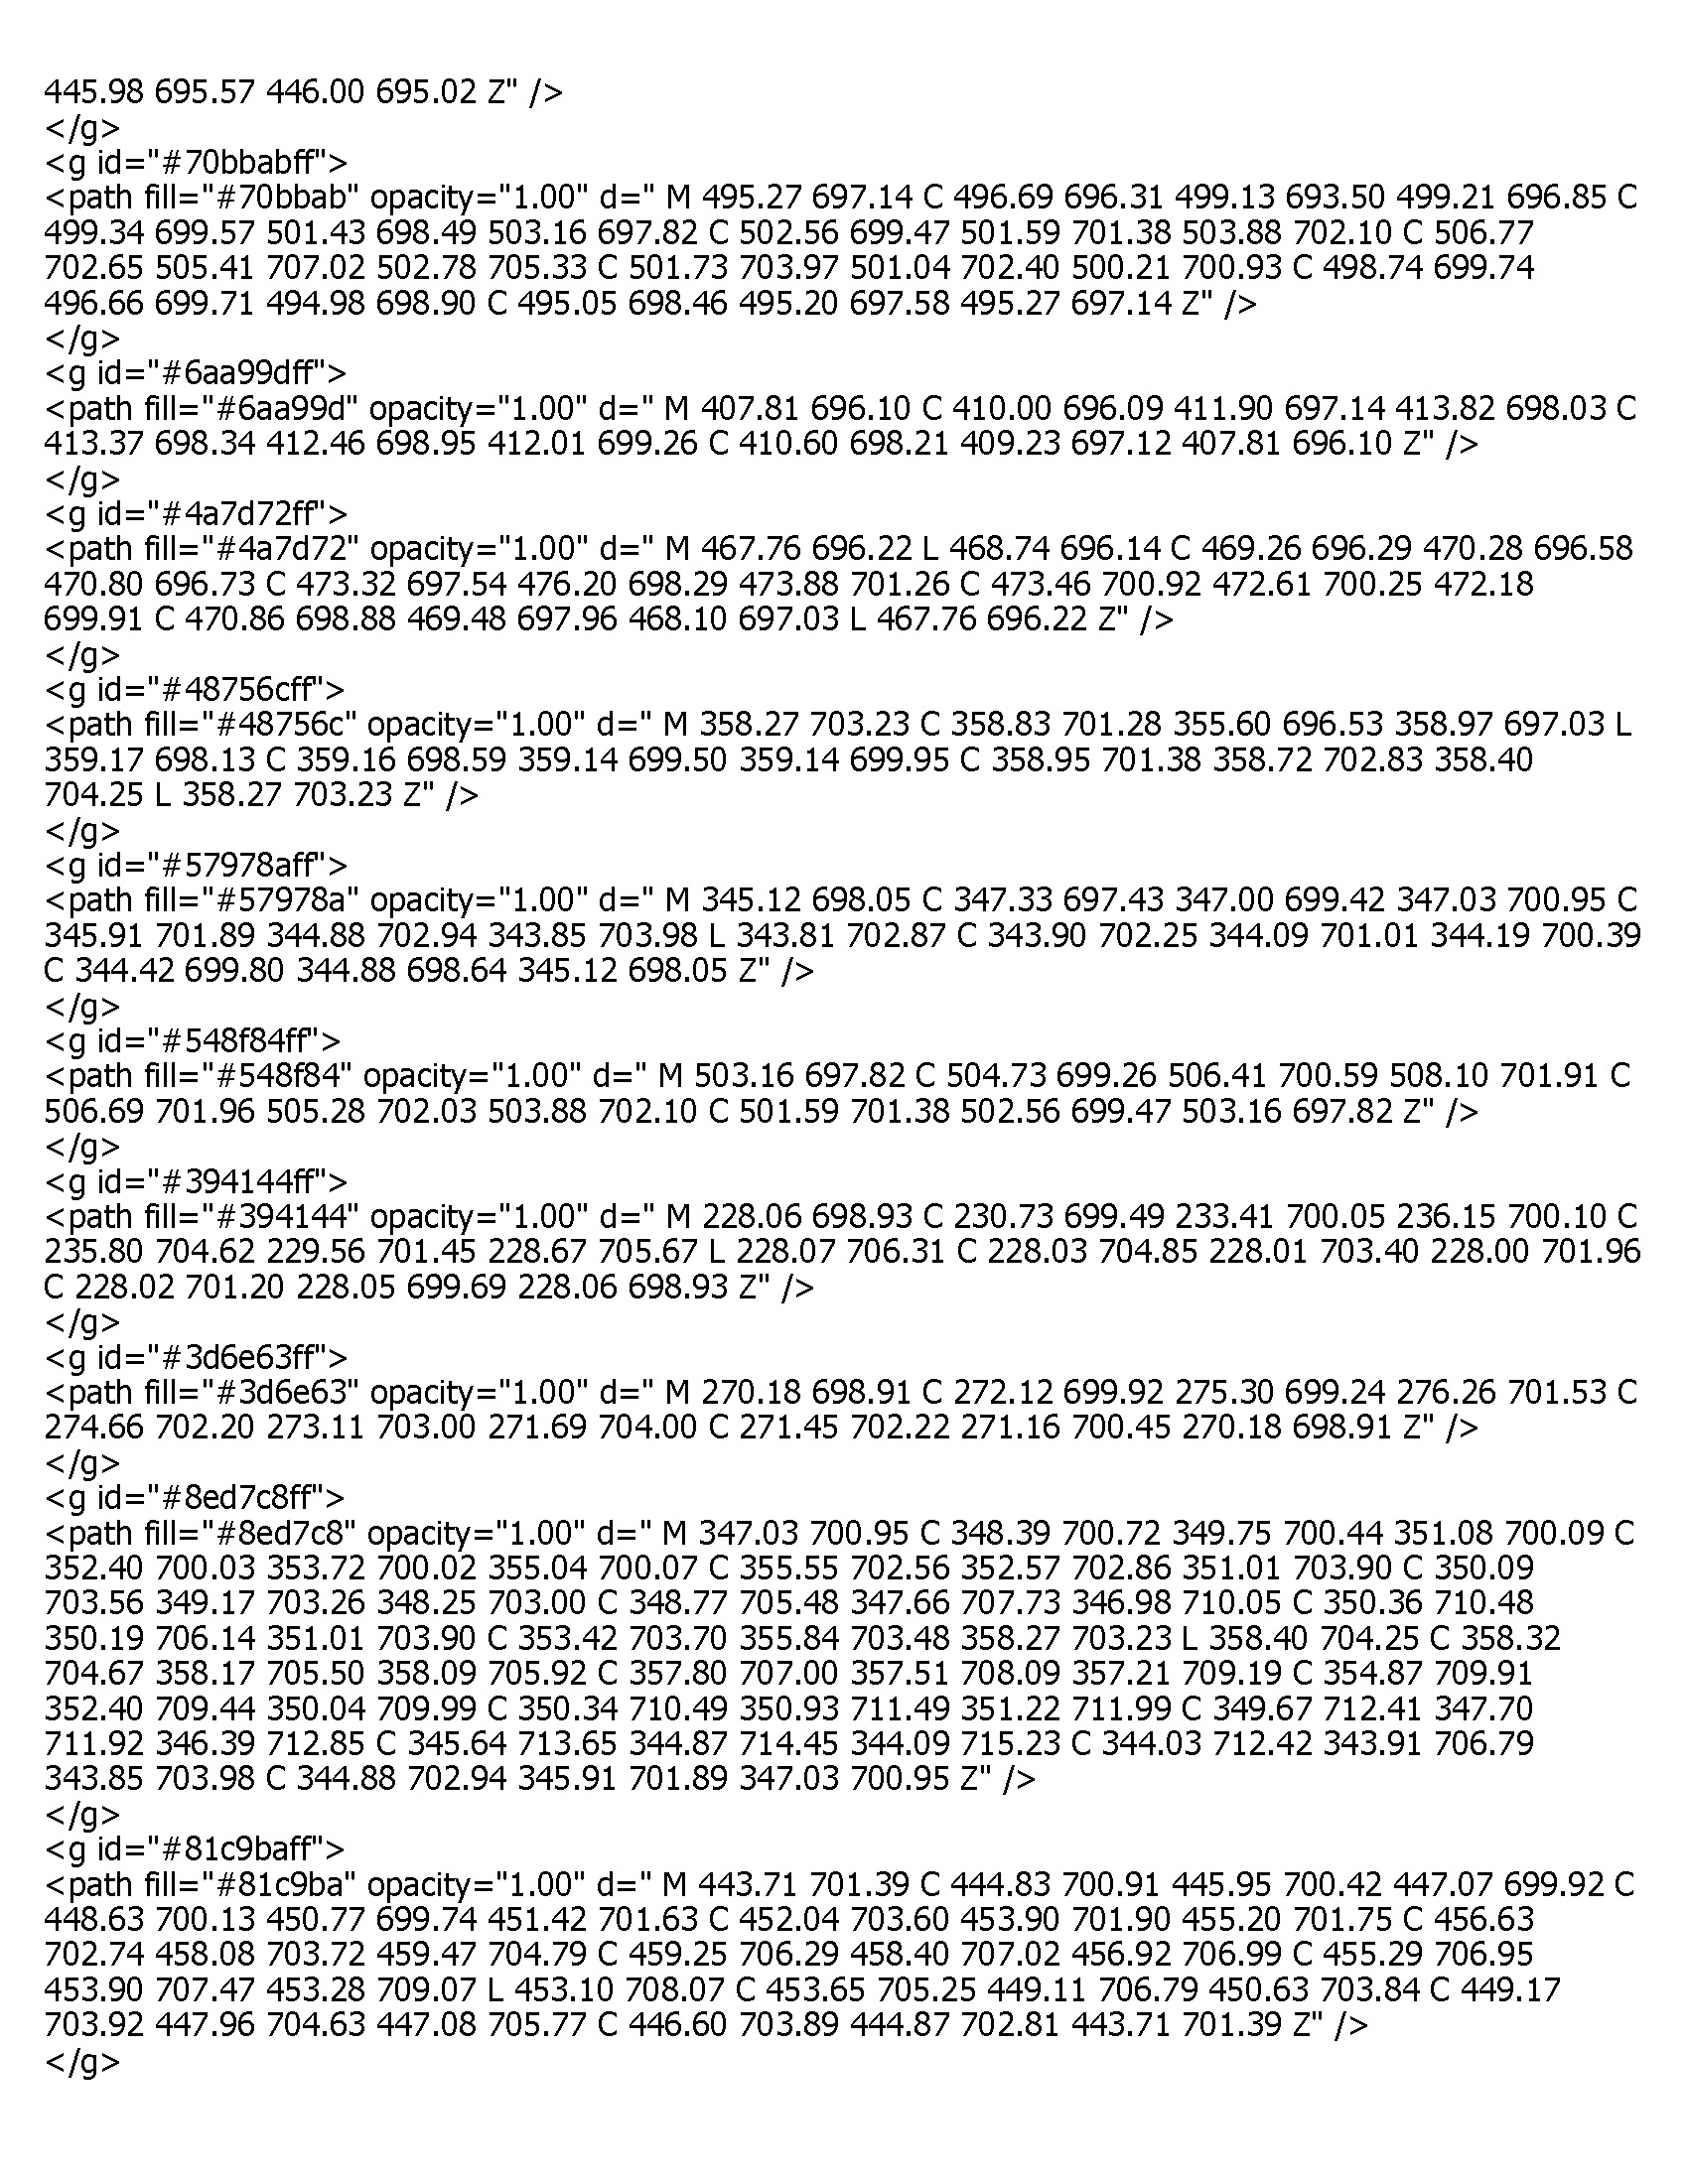 445.98 695.57 446.00 695.02 Z" />
</g>
<g id="#70bbabff">
<path fill="#70bbab" opacity="1.00" d=" M 495.27 697.14 C 496.69 696.31 499.13 693.50 499.21 696.85 C
499.34 699.57 501.43 698.49 503.16 697.82 C 502.56 699.47 501.59 701.38 503.88 702.10 C 506.77
702.65 505.41 707.02 502.78 705.33 C 501.73 703.97 501.04 702.40 500.21 700.93 C 498.74 699.74
496.66 699.71 494.98 698.90 C 495.05 698.46 495.20 697.58 495.27 697.14 Z" />
</g>
<g id="#6aa99dff">
<path fill="#6aa99d" opacity="1.00" d=" M 407.81 696.10 C 410.00 696.09 411.90 697.14 413.82 698.03 C
413.37 698.34 412.46 698.95 412.01 699.26 C 410.60 698.21 409.23 697.12 407.81 696.10 Z" />
</g>
<g id="#4a7d72ff">
<path fill="#4a7d72" opacity="1.00" d=" M 467.76 696.22 L 468.74 696.14 C 469.26 696.29 470.28 696.58
470.80 696.73 C 473.32 697.54 476.20 698.29 473.88 701.26 C 473.46 700.92 472.61 700.25 472.18
699.91 C 470.86 698.88 469.48 697.96 468.10 697.03 L 467.76 696.22 Z" />
</g>
<g id="#48756cff">
<path fill="#48756c" opacity="1.00" d=" M 358.27 703.23 C 358.83 701.28 355.60 696.53 358.97 697.03 L
359.17 698.13 C 359.16 698.59 359.14 699.50 359.14 699.95 C 358.95 701.38 358.72 702.83 358.40
704.25 L 358.27 703.23 Z" />
</g>
<g id="#57978aff">
<path fill="#57978a" opacity="1.00" d=" M 345.12 698.05 C 347.33 697.43 347.00 699.42 347.03 700.95 C
345.91 701.89 344.88 702.94 343.85 703.98 L 343.81 702.87 C 343.90 702.25 344.09 701.01 344.19 700.39
C 344.42 699.80 344.88 698.64 345.12 698.05 Z" />
</g>
<g id="#548f84ff">
<path fill="#548f84" opacity="1.00" d=" M 503.16 697.82 C 504.73 699.26 506.41 700.59 508.10 701.91 C
506.69 701.96 505.28 702.03 503.88 702.10 C 501.59 701.38 502.56 699.47 503.16 697.82 Z" />
</g>
<g id="#394144ff">
<path fill="#394144" opacity="1.00" d=" M 228.06 698.93 C 230.73 699.49 233.41 700.05 236.15 700.10 C
235.80 704.62 229.56 701.45 228.67 705.67 L 228.07 706.31 C 228.03 704.85 228.01 703.40 228.00 701.96
C 228.02 701.20 228.05 699.69 228.06 698.93 Z" />
</g>
<g id="#3d6e63ff">
<path fill="#3d6e63" opacity="1.00" d=" M 270.18 698.91 C 272.12 699.92 275.30 699.24 276.26 701.53 C
274.66 702.20 273.11 703.00 271.69 704.00 C 271.45 702.22 271.16 700.45 270.18 698.91 Z" />
</g>
<g id="#8ed7c8ff">
<path fill="#8ed7c8" opacity="1.00" d=" M 347.03 700.95 C 348.39 700.72 349.75 700.44 351.08 700.09 C
352.40 700.03 353.72 700.02 355.04 700.07 C 355.55 702.56 352.57 702.86 351.01 703.90 C 350.09
703.56 349.17 703.26 348.25 703.00 C 348.77 705.48 347.66 707.73 346.98 710.05 C 350.36 710.48
350.19 706.14 351.01 703.90 C 353.42 703.70 355.84 703.48 358.27 703.23 L 358.40 704.25 C 358.32
704.67 358.17 705.50 358.09 705.92 C 357.80 707.00 357.51 708.09 357.21 709.19 C 354.87 709.91
352.40 709.44 350.04 709.99 C 350.34 710.49 350.93 711.49 351.22 711.99 C 349.67 712.41 347.70
711.92 346.39 712.85 C 345.64 713.65 344.87 714.45 344.09 715.23 C 344.03 712.42 343.91 706.79
343.85 703.98 C 344.88 702.94 345.91 701.89 347.03 700.95 Z" />
</g>
<g id="#81c9baff">
<path fill="#81c9ba" opacity="1.00" d=" M 443.71 701.39 C 444.83 700.91 445.95 700.42 447.07 699.92 C
448.63 700.13 450.77 699.74 451.42 701.63 C 452.04 703.60 453.90 701.90 455.20 701.75 C 456.63
702.74 458.08 703.72 459.47 704.79 C 459.25 706.29 458.40 707.02 456.92 706.99 C 455.29 706.95
453.90 707.47 453.28 709.07 L 453.10 708.07 C 453.65 705.25 449.11 706.79 450.63 703.84 C 449.17
703.92 447.96 704.63 447.08 705.77 C 446.60 703.89 444.87 702.81 443.71 701.39 Z" />
</g>